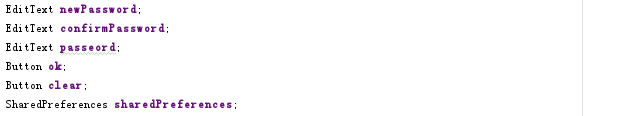 EditText newPassword;
EditText confirmPassword;
EditText passeord;
Button ok;
Button clear;
SharedPreferences sharedPreferences;